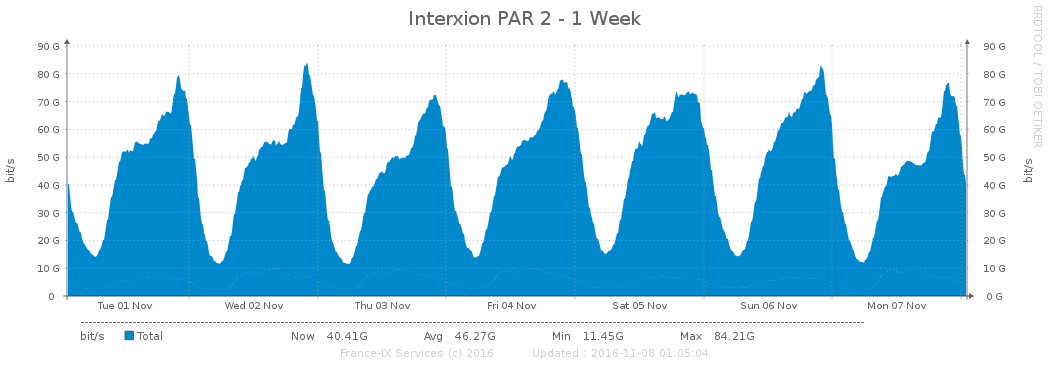 Interxion PAR 2 - 1 Week
RRDTOOL / TOBI OETIKER
90 G 90 G
80 G 80 G
70 G 70 G
60 G 60 G
50 G 50 G
40 G 40 G
30 G 30 G
20 G 20 G
10 G 10 G
0 0 G
bit/s bit/s
Tue 01 Nov Wed 02 Nov Thu 03 Nov Fri 04 Nov Sat 05 Nov Sun 06 Nov Mon 07 Nov
bit/s Total Now 40.41G Avg 46.27G Min 11.45G Max 84.21G
France-IX Services (c) 2016 Updated : 2016-11-08 01:05:04